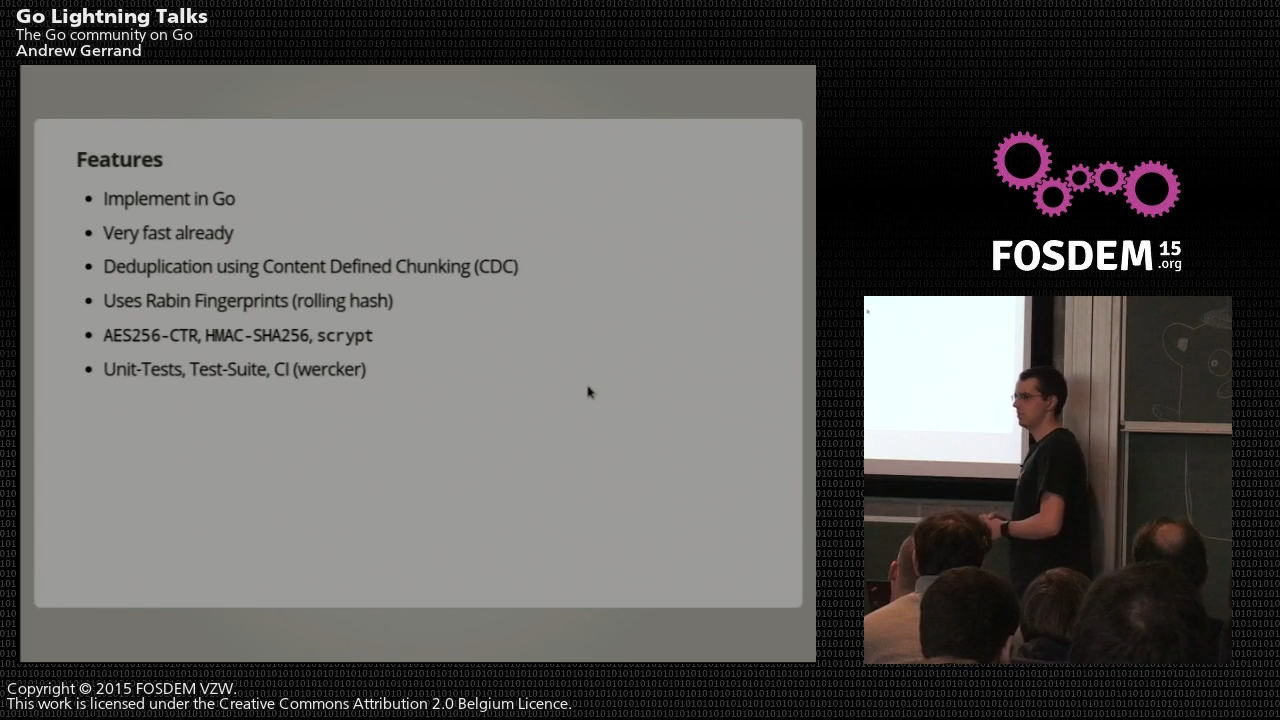 Go Lightning Talks
The Go community on Go
Andrew Gerrand
Features
Implement in Go
Very fast already
Deduplication using Content Defined Chunking (CDC)
Uses Rabin Fingerprints (rolling hash)
AES256-CTR, HMAC-SHA256, scrypt
Unit-Tests, Test-Suite, CI (wercker)
FOSDEM 15
.org
Copyright © 2015 FOSDEM VZW.
This work is licensed under the Creative Commons Attribution 2.0 Belgium Licence.